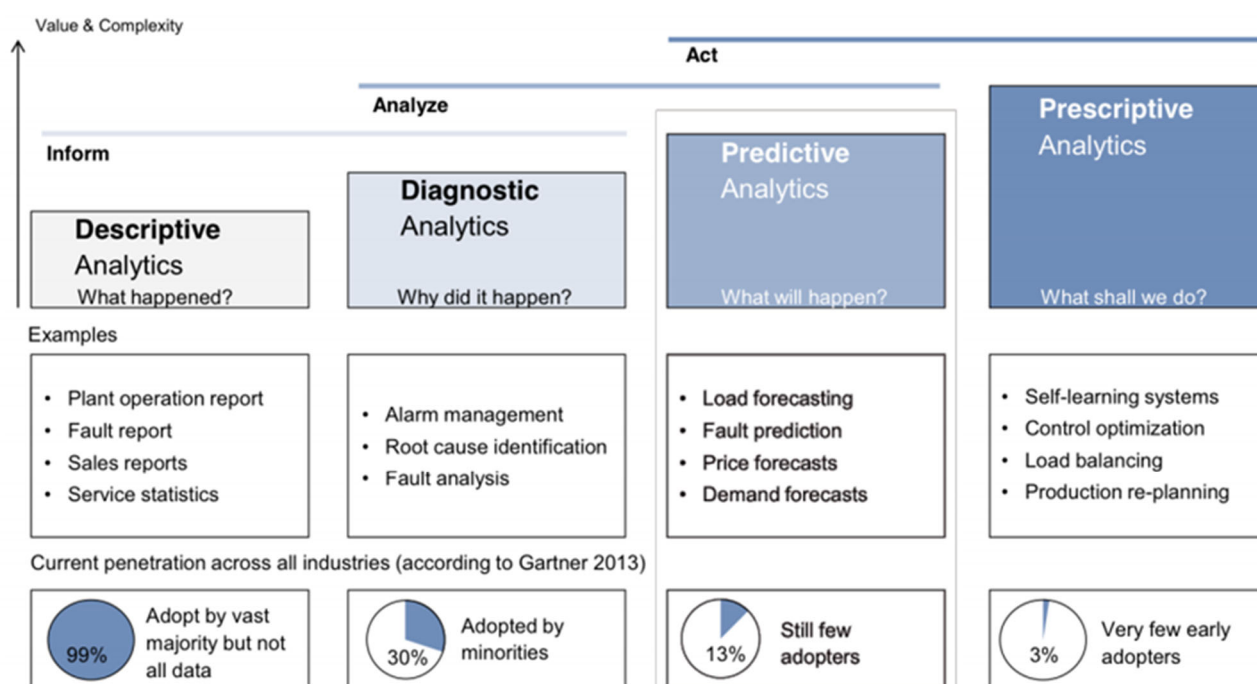 Value & Complexity
Act
Analyze
Inform
Descriptive
Analytics
What happened?
Diagnostic
Analytics
Why did it happen?
Predictive
Analytics
What will happen?
Prescriptive
Analytics
What shall we do?
Examples
• Plant operation report
• Fault report
• Sales reports
• Service statistics
• Alarm management
• Root cause identification
• Fault analysis
• Load forecasting
• Fault prediction
• Price forecasts
• Demand forecasts
• Self-learning systems
• Control optimization
• Load balancing
• Production re-planning
Current penetration across all industries (according to Gartner 2013)
99%
Adopt by vast
majority but not
all data
30%
Adopted by
minorities
13%
Still few
adopters
3%
Very few early
adopters